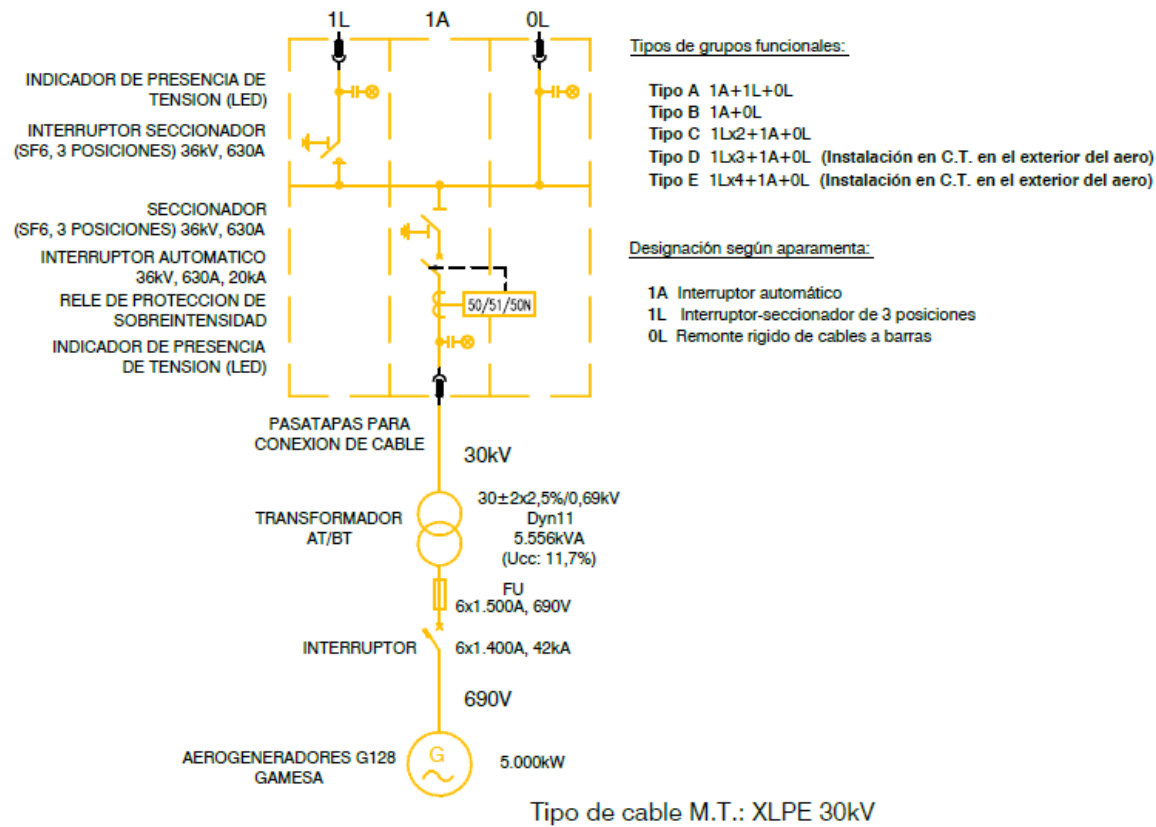 1L 1A 0L
INDICADOR DE PRESENCIA DE
TENSION (LED)
INTERRUPTOR SECCIONADOR
(SF6, 3 POSICIONES) 36kV, 630A
SECCIONADOR
(SF6, 3 POSICIONES) 36kV, 630A
INTERRUPTOR AUTOMATICO
36kV, 630A, 20kA
RELE DE PROTECCION DE
SOBREINTENSIDAD
50/51/50N
INDICADOR DE PRESENCIA
DE TENSION (LED)
PASATAPAS PARA
CONEXION DE CABLE
30kV
TRANSFORMADOR
AT/BT
30±2x2,5%/0,69kV
Dyn11
5.556kVA
(Ucc: 11,7%)
FU
6x1.500A, 690V
INTERRUPTOR
6x1.400A, 42kA
690V
AEROGENERADORES G128
GAMESA
G
5.000kW
Tipos de grupos funcionales:
Tipo A 1A+1L+0L
Tipo B 1A+0L
Tipo C 1Lx2+1A+0L
Tipo D 1Lx3+1A+0L (Instalación en C.T. en el exterior del aero)
Tipo E 1Lx4+1A+0L (Instalación en C.T. en el exterior del aero)
Designación según aparamenta:
1A Interruptor automático
1L Interruptor-seccionador de 3 posiciones
0L Remonte rigido de cables a barras
Tipo de cable M.T.: XLPE 30kV